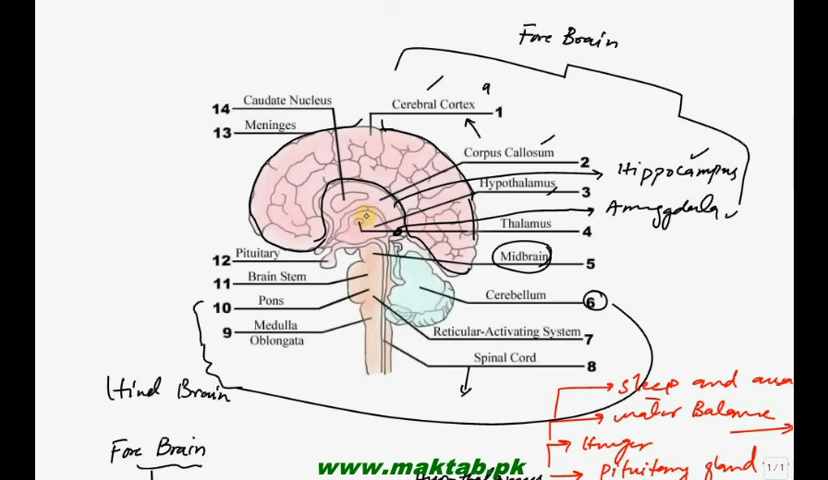 Fore Brain
14 Caudate Nucleus
Cerebral Cortex 1
13 Meninges
Corpus Callosum 2
Hippocampus
Hypothalamus 3
Thalamus 4
12 Pituitary
Midbrain 5
11 Brain Stem
10 Pons
Cerebellum 6
9 Medulla
Oblongata
Reticular-Activating System 7
Spinal Cord 8
Hind Brain
sleep and
Balance
Hunger
Fore Brain
Pituitary gland
www.maktab.pk
1/1